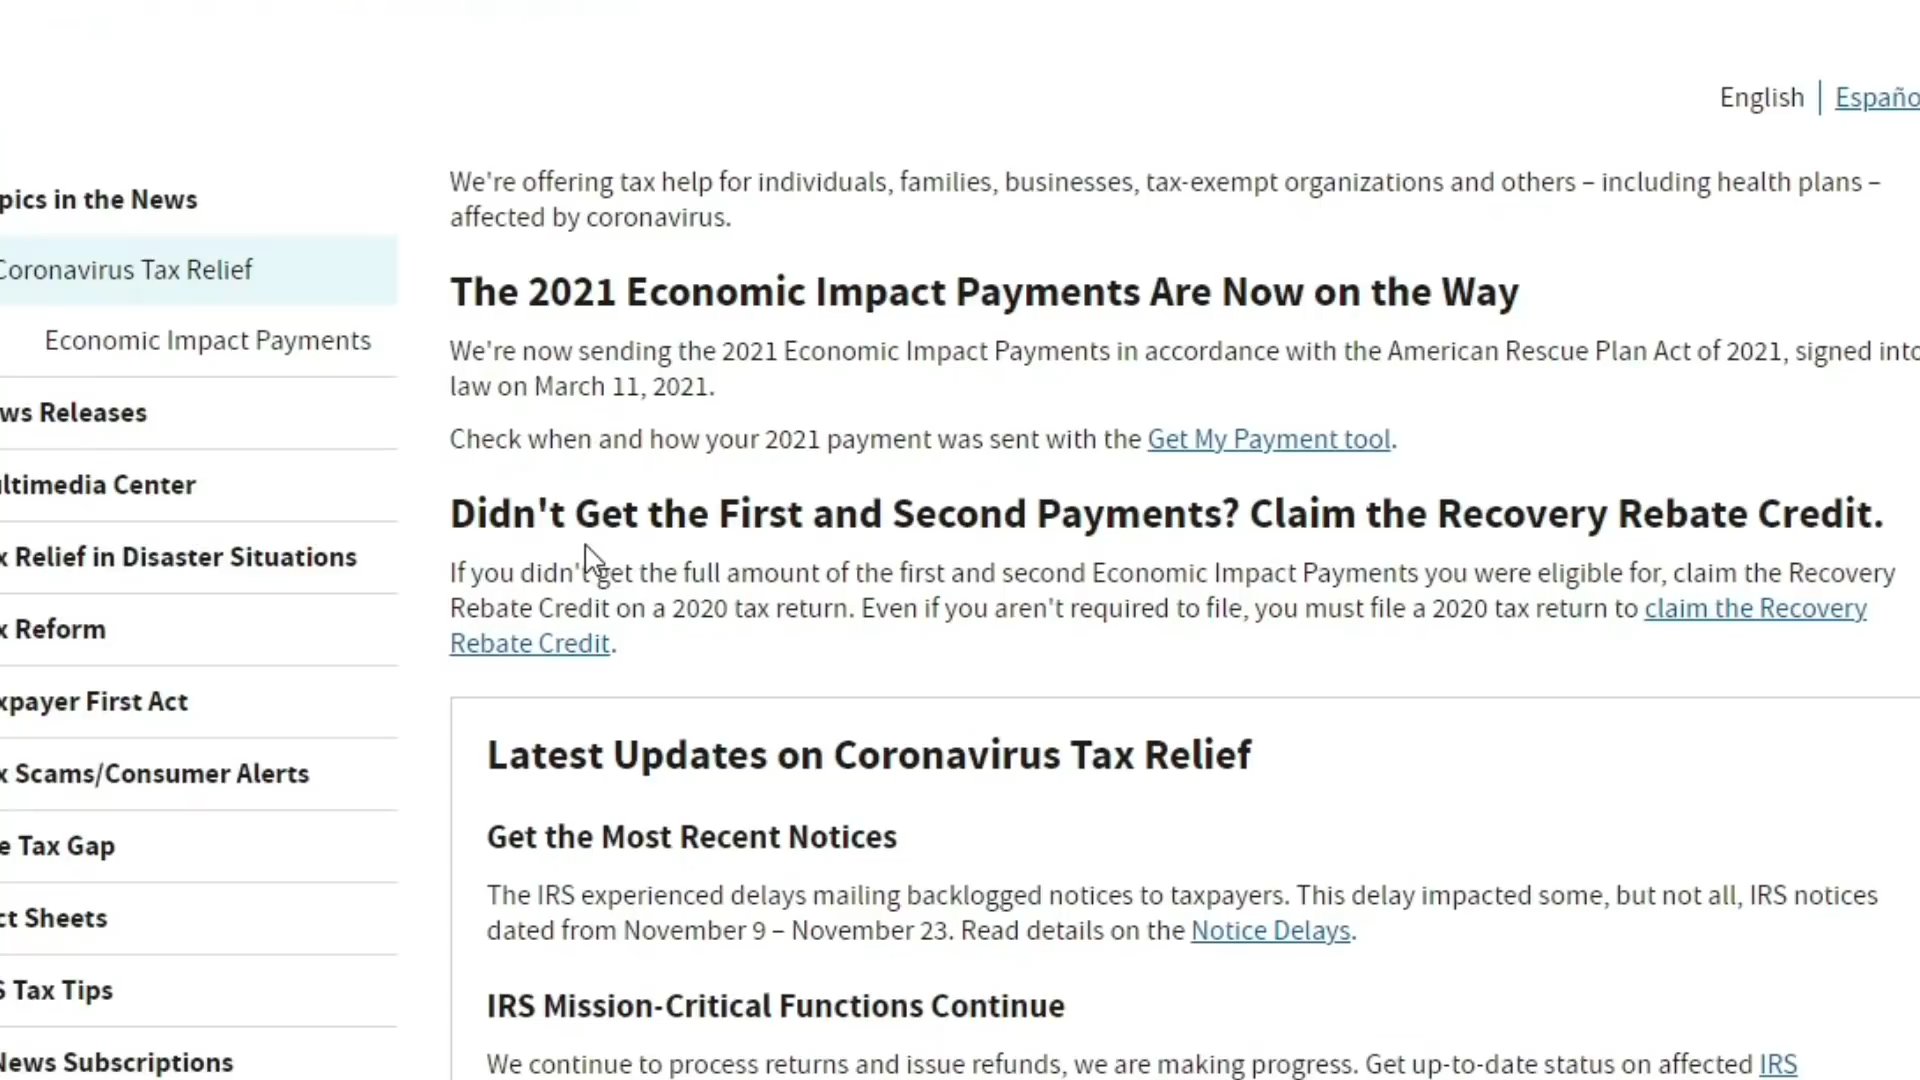 English | Españo
pics in the News
Coronavirus Tax Relief
Economic Impact Payments
ws Releases
ltimedia Center
x Relief in Disaster Situations
x Reform
xpayer First Act
x Scams/Consumer Alerts
e Tax Gap
ct Sheets
S Tax Tips
News Subscriptions
We're offering tax help for individuals, families, businesses, tax-exempt organizations and others – including health plans –
affected by coronavirus.
The 2021 Economic Impact Payments Are Now on the Way
We're now sending the 2021 Economic Impact Payments in accordance with the American Rescue Plan Act of 2021, signed into
law on March 11, 2021.
Check when and how your 2021 payment was sent with the Get My Payment tool.
Didn't Get the First and Second Payments? Claim the Recovery Rebate Credit.
If you didn't get the full amount of the first and second Economic Impact Payments you were eligible for, claim the Recovery
Rebate Credit on a 2020 tax return. Even if you aren't required to file, you must file a 2020 tax return to claim the Recovery
Rebate Credit.
Latest Updates on Coronavirus Tax Relief
Get the Most Recent Notices
The IRS experienced delays mailing backlogged notices to taxpayers. This delay impacted some, but not all, IRS notices
dated from November 9 – November 23. Read details on the Notice Delays.
IRS Mission-Critical Functions Continue
We continue to process returns and issue refunds, we are making progress. Get up-to-date status on affected IRS